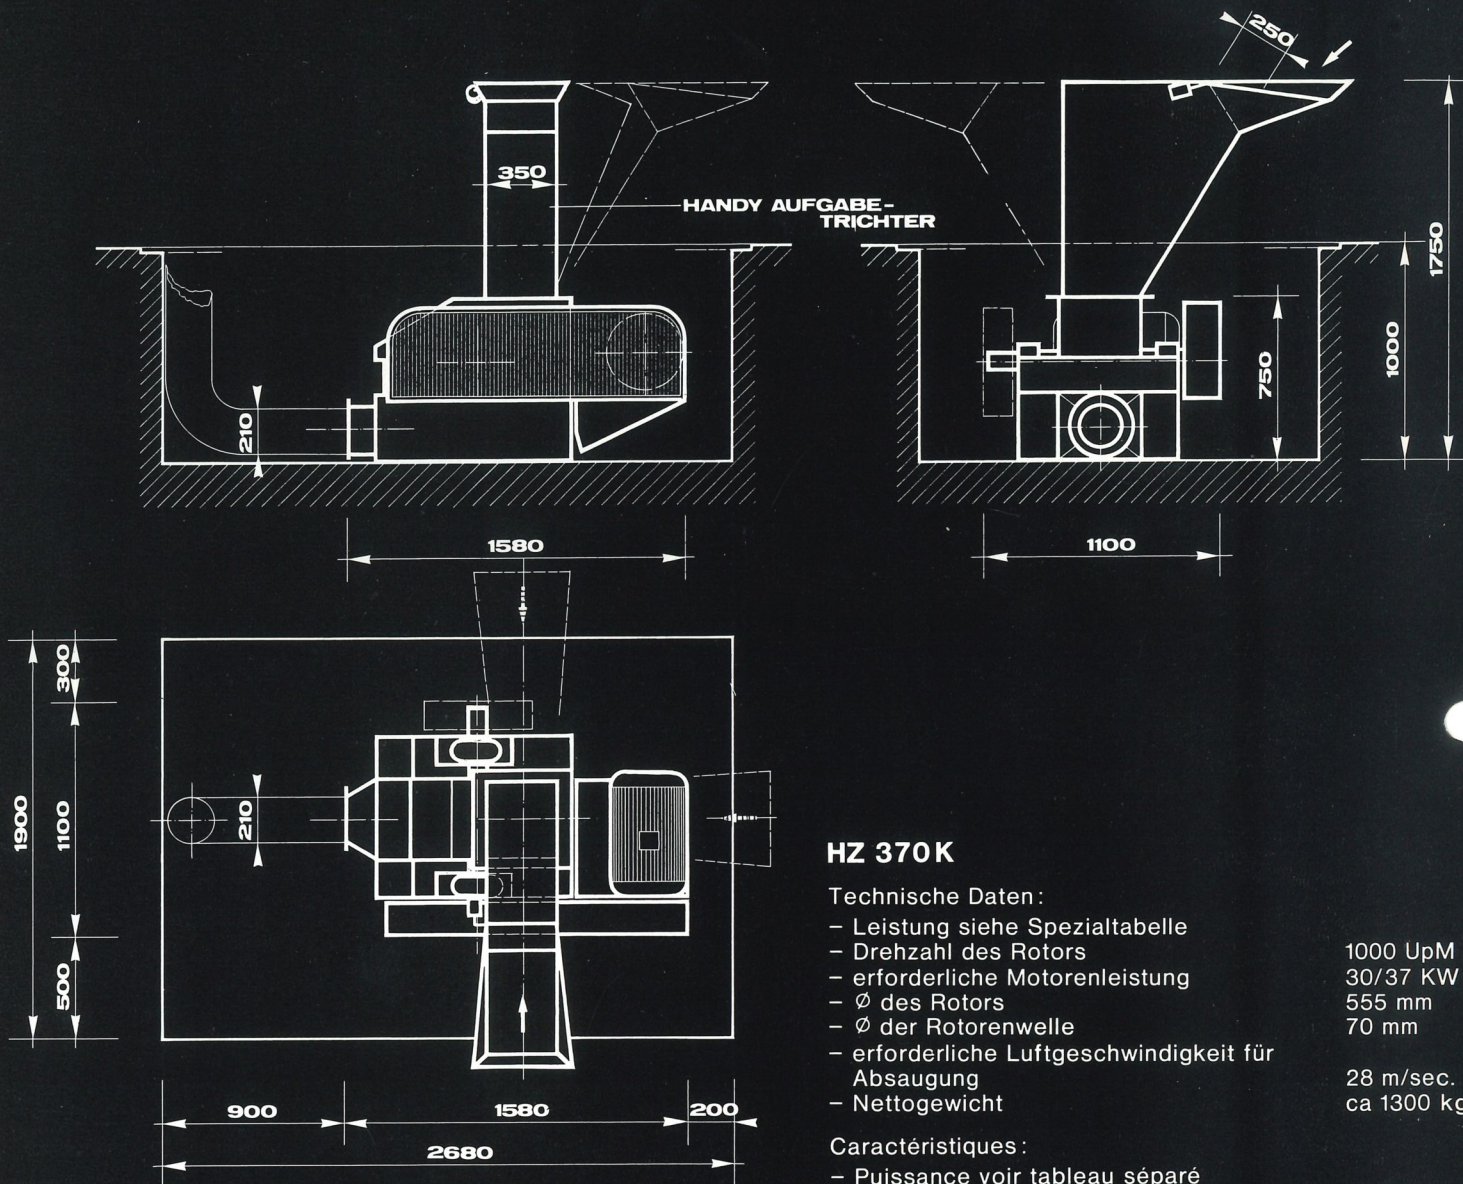 250
350
HANDY AUFGABE-
TRICHTER
1750
1000
750
210
1580
1100
300
1900
1100
210
500
900
1580
200
2680
HZ 370K
Technische Daten:
– Leistung siehe Spezialtabelle
– Drehzahl des Rotors 1000 UpM
– erforderliche Motorenleistung 30/37 KW
– Ø des Rotors 555 mm
– Ø der Rotorenwelle 70 mm
– erforderliche Luftgeschwindigkeit für
Absaugung 28 m/sec.
– Nettogewicht ca 1300 kg
Caractéristiques:
– Puissance voir tableau séparé